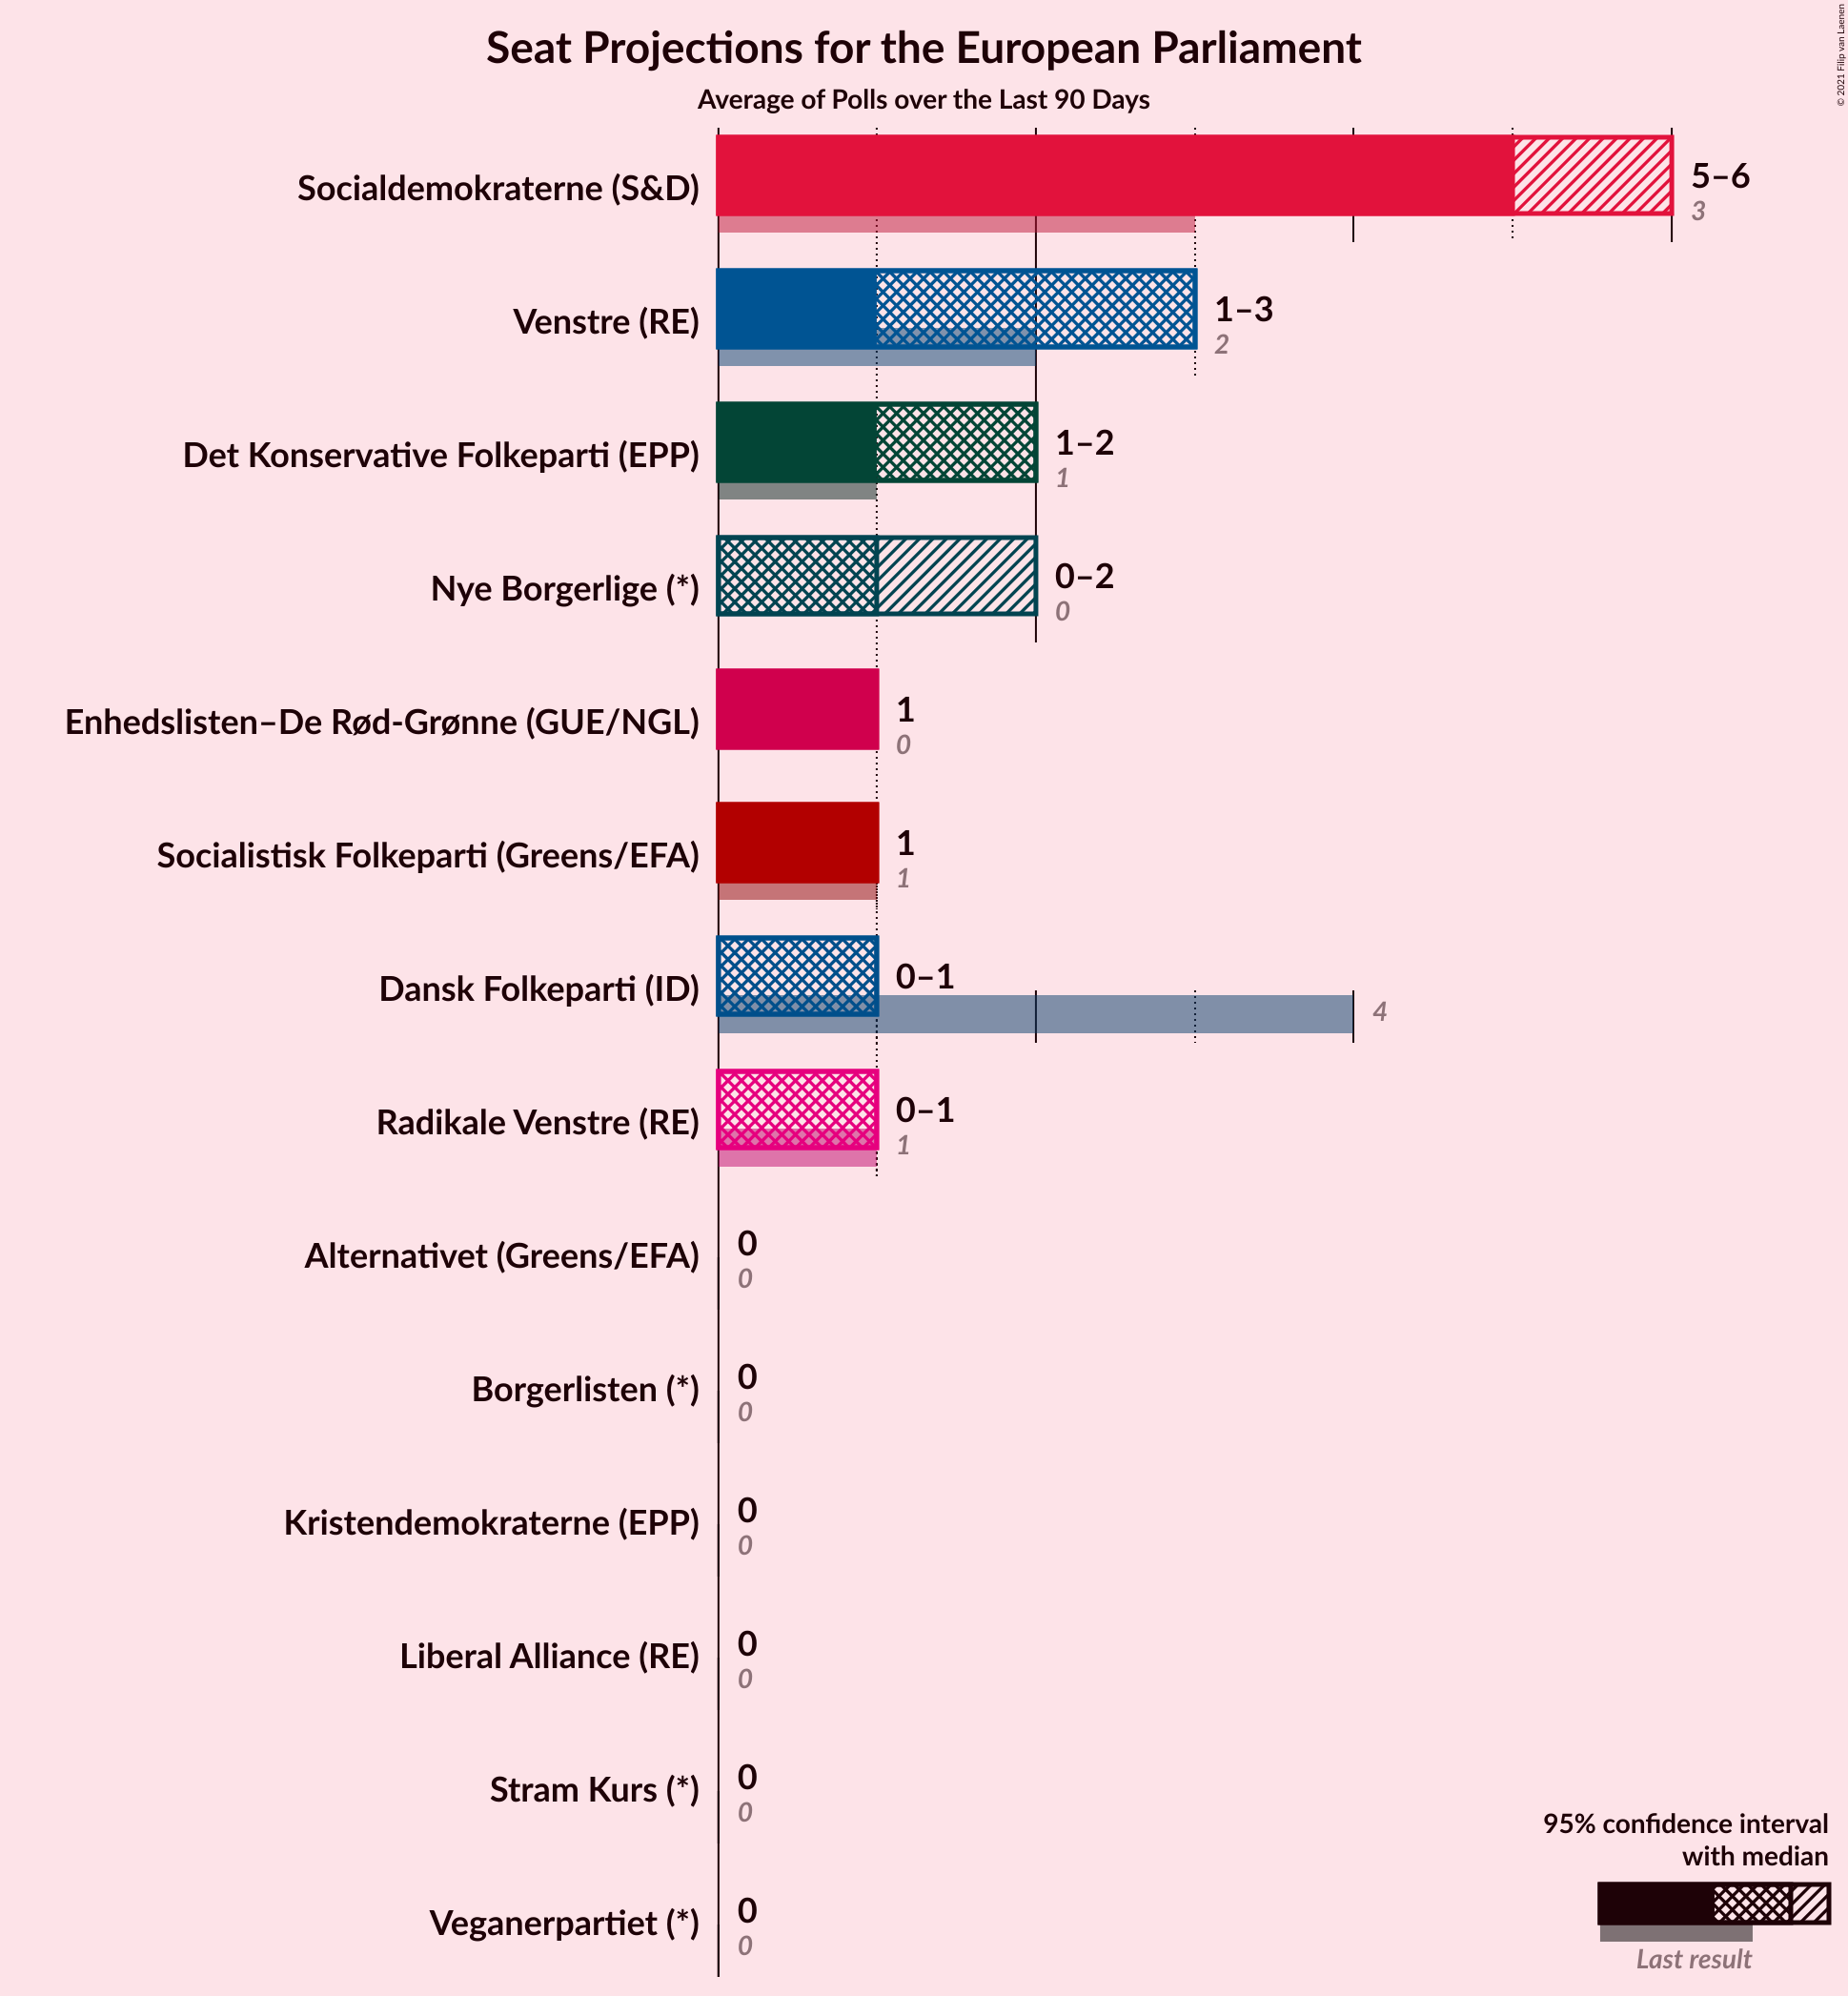 Seat Projections for the European Parliament
Average of Polls over the Last 90 Days
© 2021 Filip van Laenen
Socialdemokraterne (S&D)
5–6
3
Venstre (RE)
1–3
2
Det Konservative Folkeparti (EPP)
1–2
1
Nye Borgerlige (*)
0–2
0
Enhedslisten–De Rød-Grønne (GUE/NGL)
1
0
Socialistisk Folkeparti (Greens/EFA)
1
1
Dansk Folkeparti (ID)
0–1
4
Radikale Venstre (RE)
0–1
1
Alternativet (Greens/EFA)
0
0
Borgerlisten (*)
0
0
Kristendemokraterne (EPP)
0
0
Liberal Alliance (RE)
0
0
Stram Kurs (*)
0
0
Veganerpartiet (*)
0
0
95% confidence interval
with median
Last result